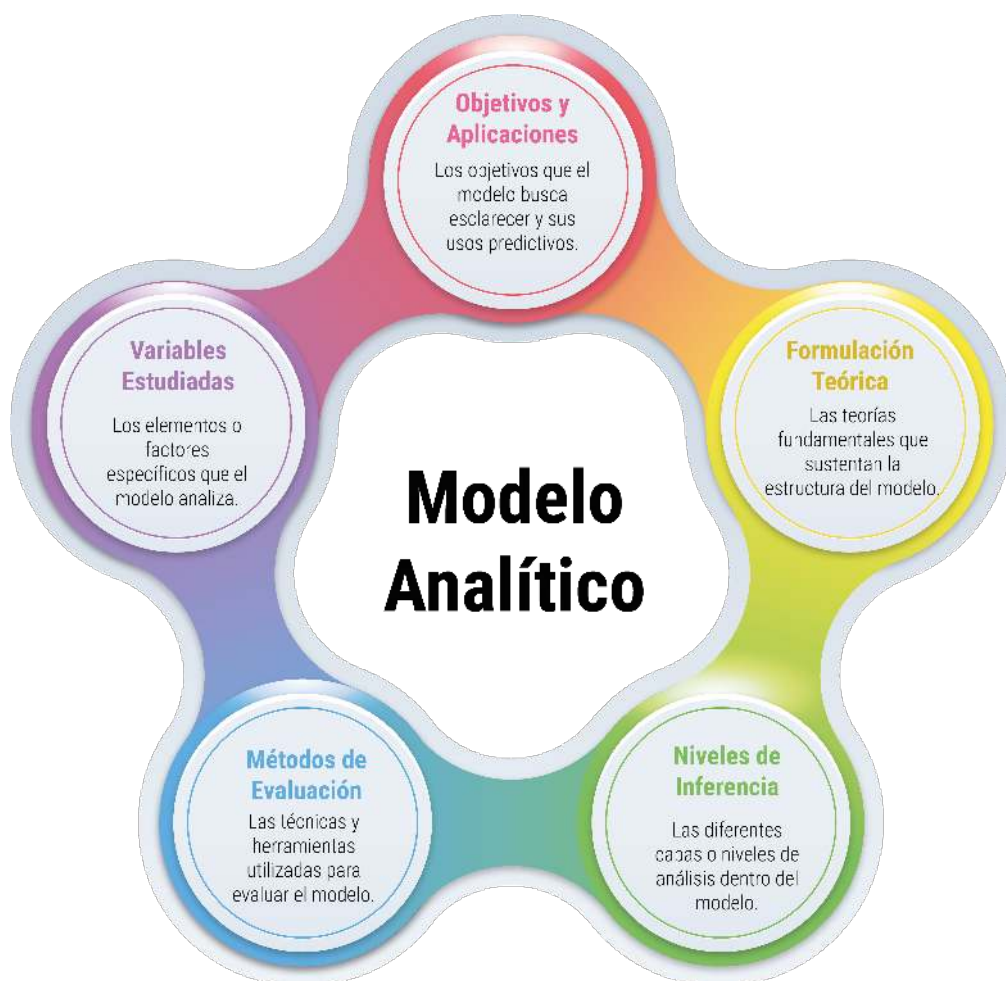 Objetivos y
Aplicaciones
Los objetivos que el
modelo busca
esclarecer y sus
usos predictivos.
Formulación
Teórica
Las teorías
fundamentales que
sustentan la
estructura del modelo.
Niveles de
Inferencia
Las diferentes
capas o niveles de
análisis dentro del
modelo.
Métodos de
Evaluación
Las técnicas y
herramientas
utilizadas para
evaluar el modelo.
Variables
Estudiadas
Los elementos o
factores
específicos que el
modelo analiza.
Modelo
Analítico